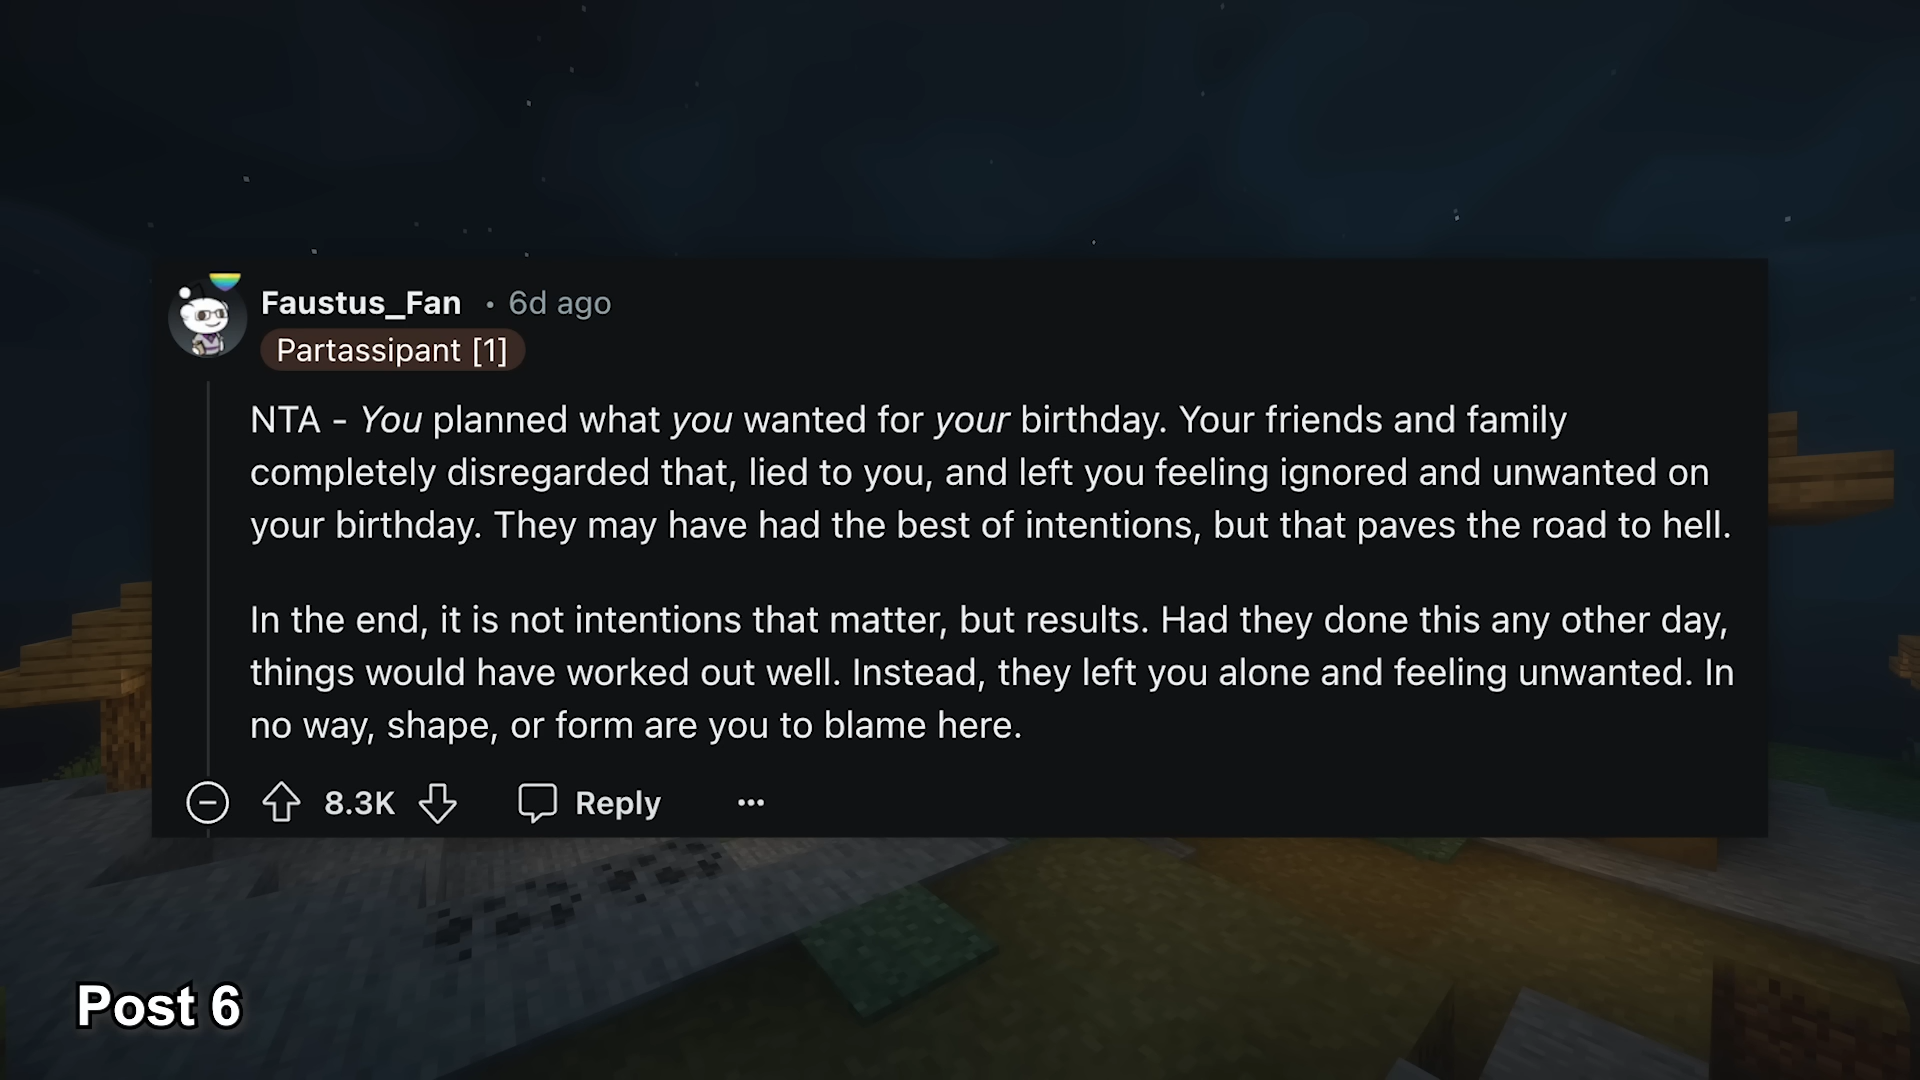 Faustus_Fan • 6d ago
Partassipant [1]
NTA - You planned what you wanted for your birthday. Your friends and family
completely disregarded that, lied to you, and left you feeling ignored and unwanted on
your birthday. They may have had the best of intentions, but that paves the road to hell.
In the end, it is not intentions that matter, but results. Had they done this any other day,
things would have worked out well. Instead, they left you alone and feeling unwanted. In
no way, shape, or form are you to blame here.
8.3K Reply
Post 6